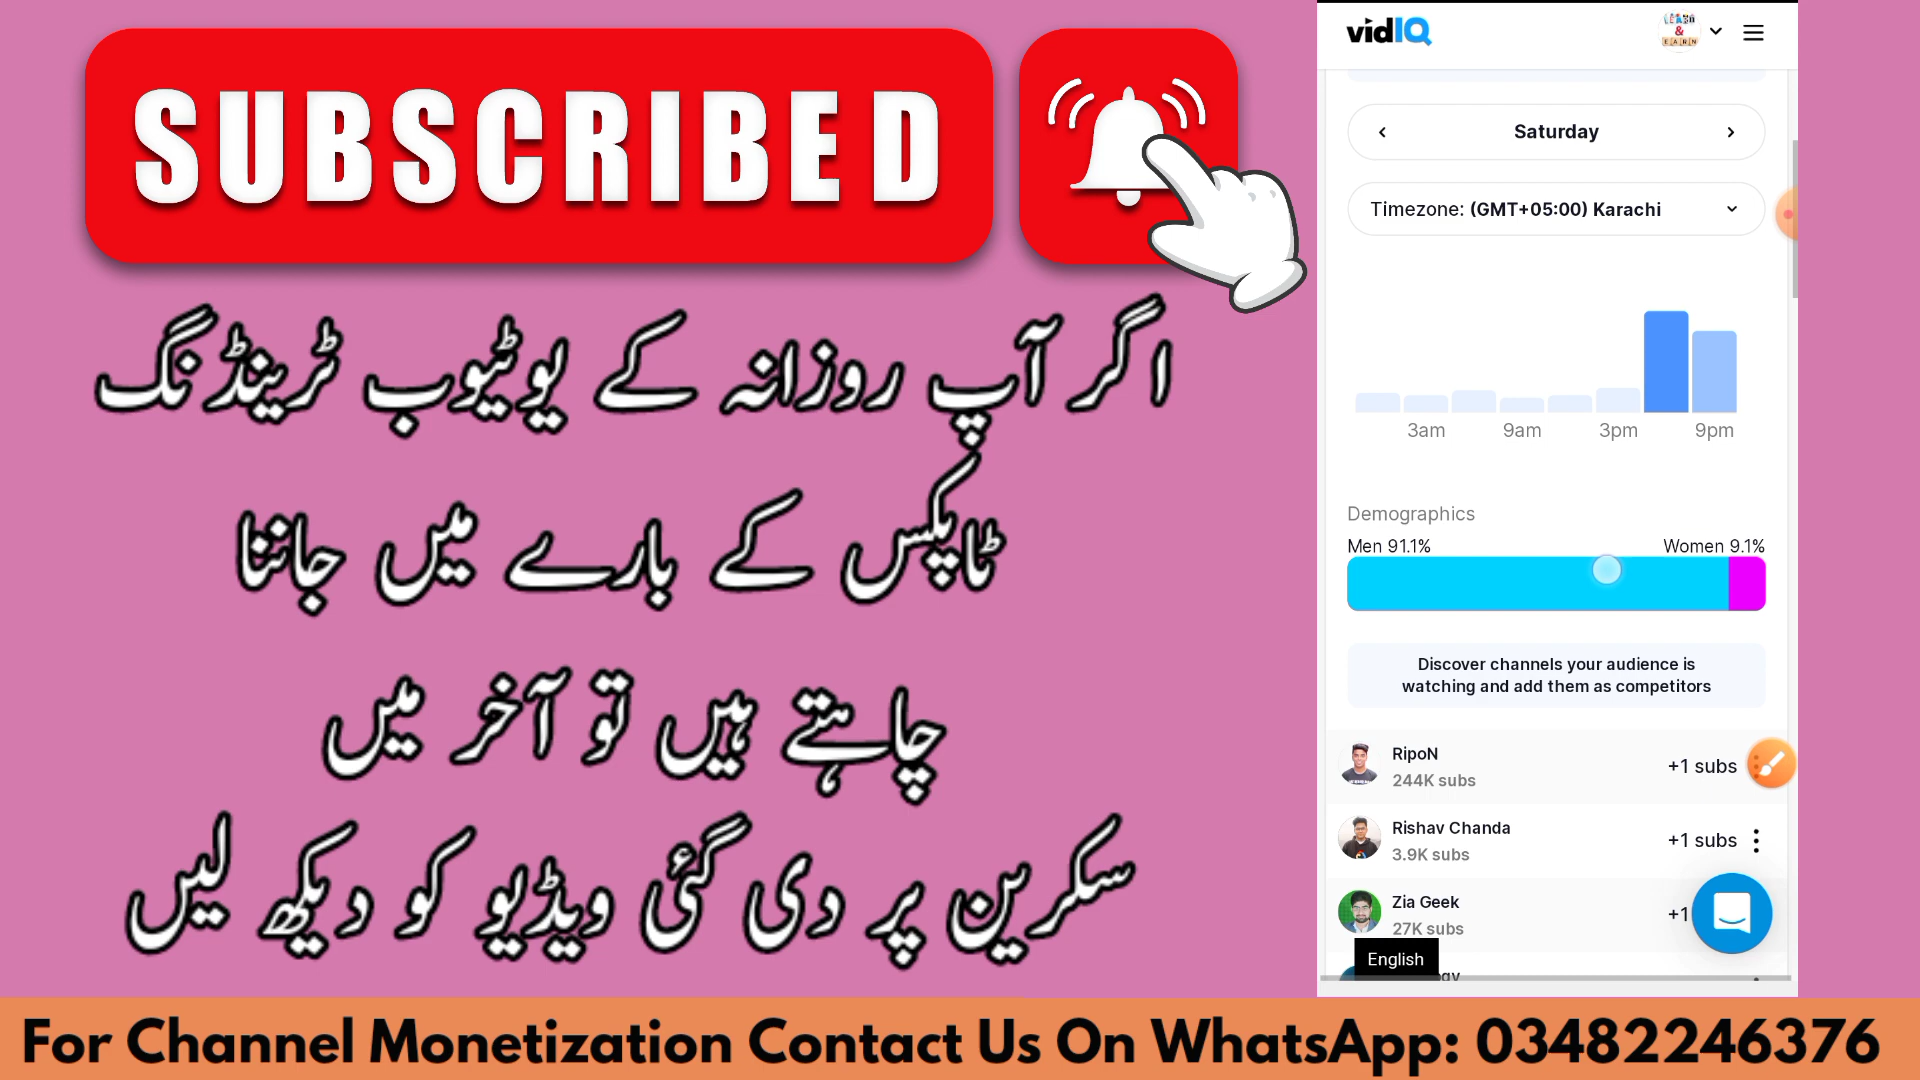 SUBSCRIBED
اگر آپ روزانہ کے یوٹیوب ٹرینڈنگ
ٹاپکس کے بارے میں جاننا
چاہتے ہیں تو آخر میں
سکرین پر دی گئی ویڈیو کو دیکھ لیں
vidIQ
LEARN
&
EARN
Saturday
Timezone: (GMT+05:00) Karachi
3am 9am 3pm 9pm
Demographics
Men 91.1% Women 9.1%
Discover channels your audience is
watching and add them as competitors
RipoN
244K subs
+1 subs
Rishav Chanda
3.9K subs
+1 subs
Zia Geek
27K subs
+1
English
For Channel Monetization Contact Us On WhatsApp: 03482246376